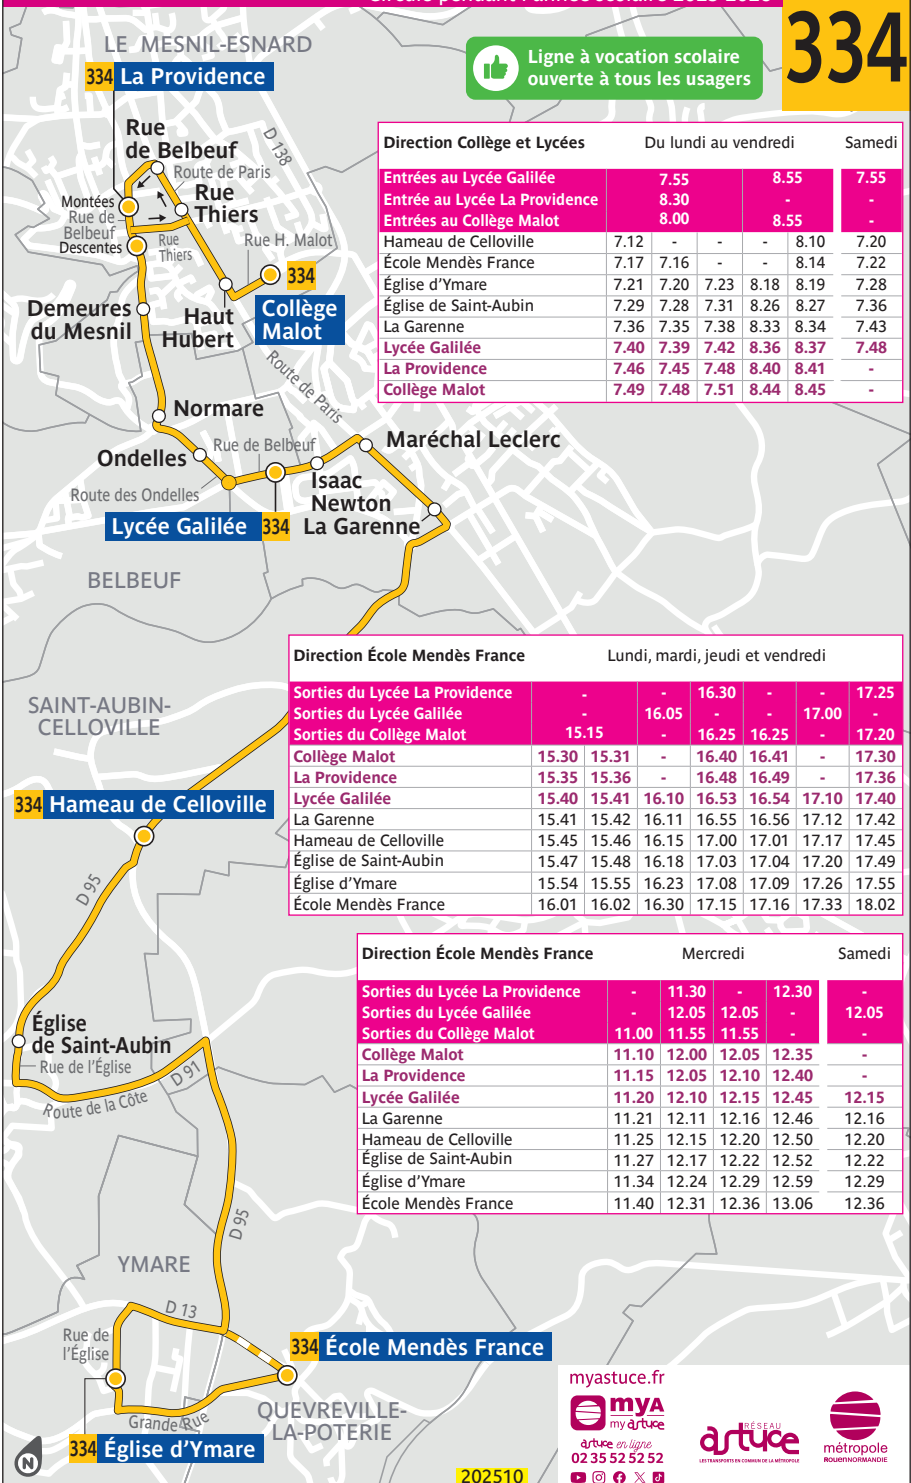 Circule pendant l'année scolaire 2025-2026
334
Ligne à vocation scolaire
ouverte à tous les usagers
LE MESNIL-ESNARD
334 La Providence
Rue
de Belbeuf
D 138
Route de Paris
Rue
Thiers
Montées
Rue de
Belbeuf
Descentes
Rue
Thiers
Rue H. Malot
334
Collège
Malot
Demeures
du Mesnil
Haut
Hubert
Route de Paris
Normare
Ondelles
Rue de Belbeuf
Maréchal Leclerc
Route des Ondelles
Isaac
Newton
La Garenne
Lycée Galilée 334
BELBEUF
Direction Collège et Lycées Du lundi au vendredi Samedi
Entrées au Lycée Galilée 7.55 8.55 7.55
Entrée au Lycée La Providence 8.30 - -
Entrées au Collège Malot 8.00 8.55 -
Hameau de Celloville 7.12 - - - 8.10 7.20
École Mendès France 7.17 7.16 - - 8.14 7.22
Église d'Ymare 7.21 7.20 7.23 8.18 8.19 7.28
Église de Saint-Aubin 7.29 7.28 7.31 8.26 8.27 7.36
La Garenne 7.36 7.35 7.38 8.33 8.34 7.43
Lycée Galilée 7.40 7.39 7.42 8.36 8.37 7.48
La Providence 7.46 7.45 7.48 8.40 8.41 -
Collège Malot 7.49 7.48 7.51 8.44 8.45 -
Direction École Mendès France Lundi, mardi, jeudi et vendredi
Sorties du Lycée La Providence - - 16.30 - - 17.25
Sorties du Lycée Galilée - 16.05 - - 17.00 -
Sorties du Collège Malot 15.15 - 16.25 16.25 - 17.20
Collège Malot 15.30 15.31 - 16.40 16.41 - 17.30
La Providence 15.35 15.36 - 16.48 16.49 - 17.36
Lycée Galilée 15.40 15.41 16.10 16.53 16.54 17.10 17.40
La Garenne 15.41 15.42 16.11 16.55 16.56 17.12 17.42
Hameau de Celloville 15.45 15.46 16.15 17.00 17.01 17.17 17.45
Église de Saint-Aubin 15.47 15.48 16.18 17.03 17.04 17.20 17.49
Église d'Ymare 15.54 15.55 16.23 17.08 17.09 17.26 17.55
École Mendès France 16.01 16.02 16.30 17.15 17.16 17.33 18.02
SAINT-AUBIN-
CELLOVILLE
334 Hameau de Celloville
D 95
Direction École Mendès France Mercredi Samedi
Sorties du Lycée La Providence - 11.30 - 12.30 -
Sorties du Lycée Galilée - 12.05 12.05 - 12.05
Sorties du Collège Malot 11.00 11.55 11.55 - -
Collège Malot 11.10 12.00 12.05 12.35 -
La Providence 11.15 12.05 12.10 12.40 -
Lycée Galilée 11.20 12.10 12.15 12.45 12.15
La Garenne 11.21 12.11 12.16 12.46 12.16
Hameau de Celloville 11.25 12.15 12.20 12.50 12.20
Église de Saint-Aubin 11.27 12.17 12.22 12.52 12.22
Église d'Ymare 11.34 12.24 12.29 12.59 12.29
École Mendès France 11.40 12.31 12.36 13.06 12.36
Église
de Saint-Aubin
Rue de l'Église
D 91
Route de la Côte
D 95
YMARE
D 13
Rue de
l'Église
334 École Mendès France
Grande Rue
QUEVREVILLE-
LA-POTERIE
334 Église d'Ymare
N
202510
myastuce.fr
myA
my astuce
astuce en ligne
02 35 52 52 52
RÉSEAU
astuce
LES TRANSPORTS EN COMMUN DE LA MÉTROPOLE
métropole
ROUENNORMANDIE